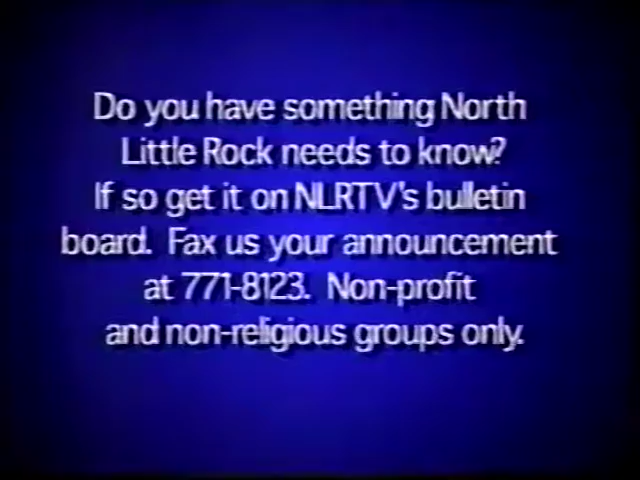 Do you have something North
Little Rock needs to know?
If so get it on NLRTV's bulletin
board. Fax us your announcement
at 771-8123. Non-profit
and non-religious groups only.